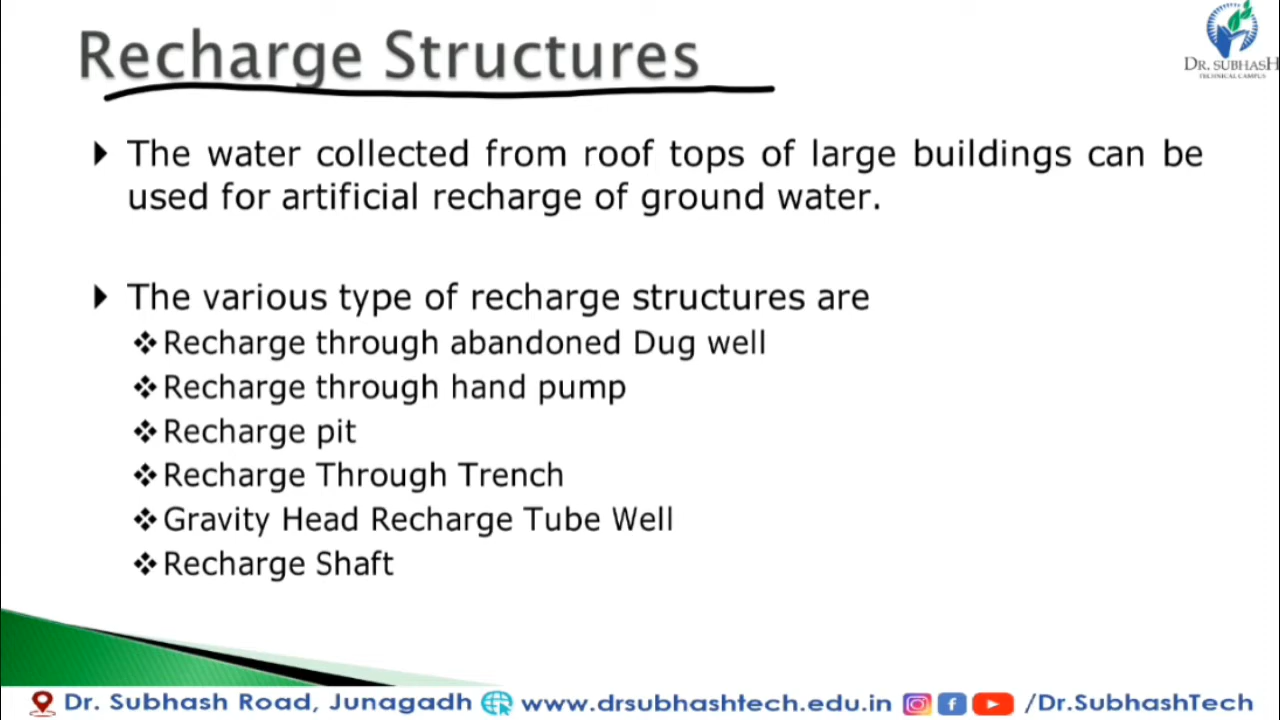 Recharge Structures
DR. SUBHASH
TECHNICAL CAMPUS
The water collected from roof tops of large buildings can be
used for artificial recharge of ground water.
The various type of recharge structures are
Recharge through abandoned Dug well
Recharge through hand pump
Recharge pit
Recharge Through Trench
Gravity Head Recharge Tube Well
Recharge Shaft
Dr. Subhash Road, Junagadh www.drsubhashtech.edu.in /Dr.SubhashTech